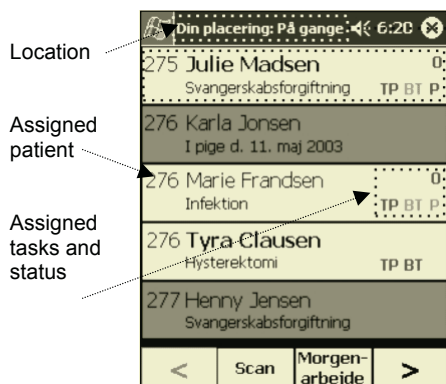 Location
Assigned
patient
Assigned
tasks and
status
Din placering: På gange 6:20
275 Julie Madsen 0
Svangerskabsforgiftning TP BT P
276 Karla Jonsen
I pige d. 11. maj 2003
276 Marie Frandsen 0
Infektion TP BT P
276 Tyra Clausen
Hysterektomi TP BT
277 Henny Jensen
Svangerskabsforgiftning
< Scan Morgen-
arbejde >